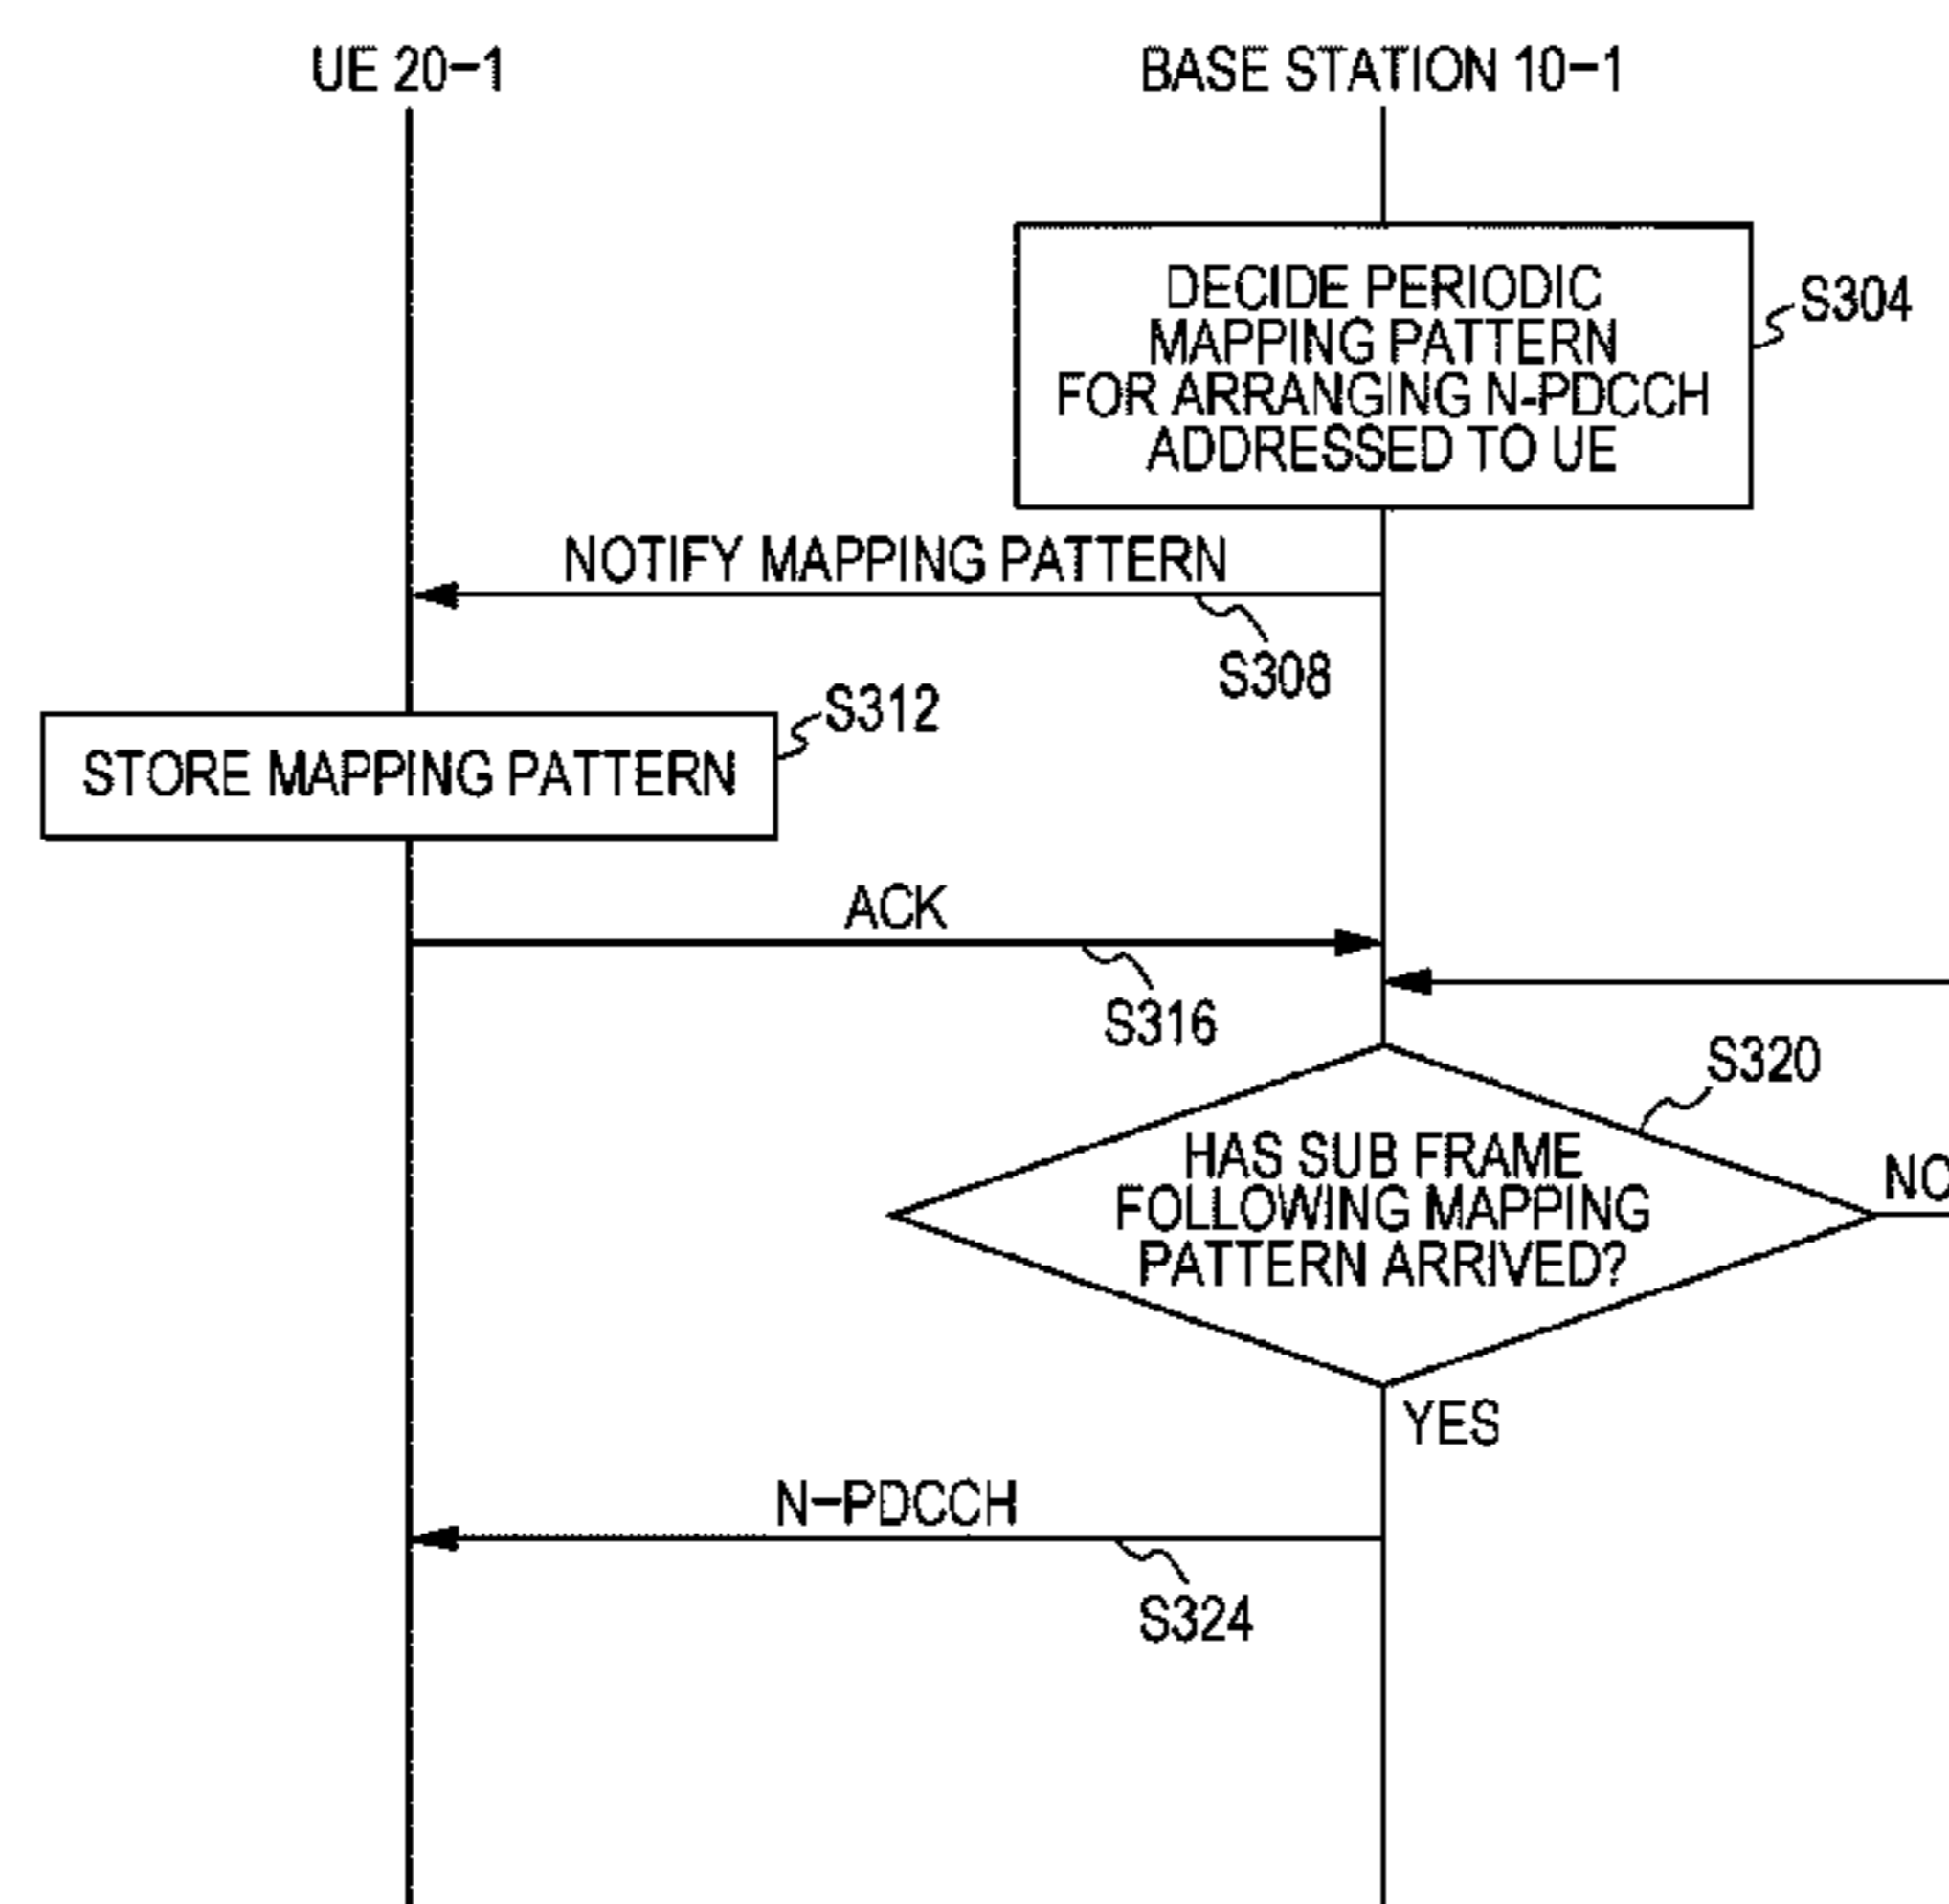 UE 20-1
BASE STATION 10-1
DECIDE PERIODIC
MAPPING PATTERN
FOR ARRANGING N-PDCCH
ADDRESSED TO UE
S304
NOTIFY MAPPING PATTERN
S308
S312
STORE MAPPING PATTERN
ACK
S316
S320
HAS SUB FRAME
FOLLOWING MAPPING
PATTERN ARRIVED?
NO
YES
N-PDCCH
S324